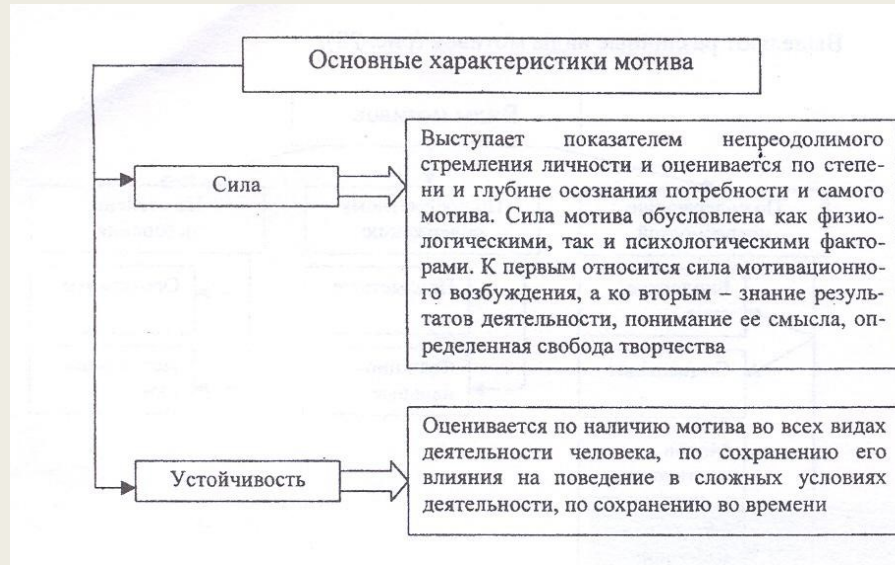 Основные характеристики мотива
Сила
Выступает показателем непреодолимого
стремления личности и оценивается по степе-
ни и глубине осознания потребности и самого
мотива. Сила мотива обусловлена как физио-
логическими, так и психологическими факто-
рами. К первым относится сила мотивационно-
го возбуждения, а ко вторым – знание резуль-
татов деятельности, понимание ее смысла, оп-
ределенная свобода творчества
Устойчивость
Оценивается по наличию мотива во всех видах
деятельности человека, по сохранению его
влияния на поведение в сложных условиях
деятельности, по сохранению во времени